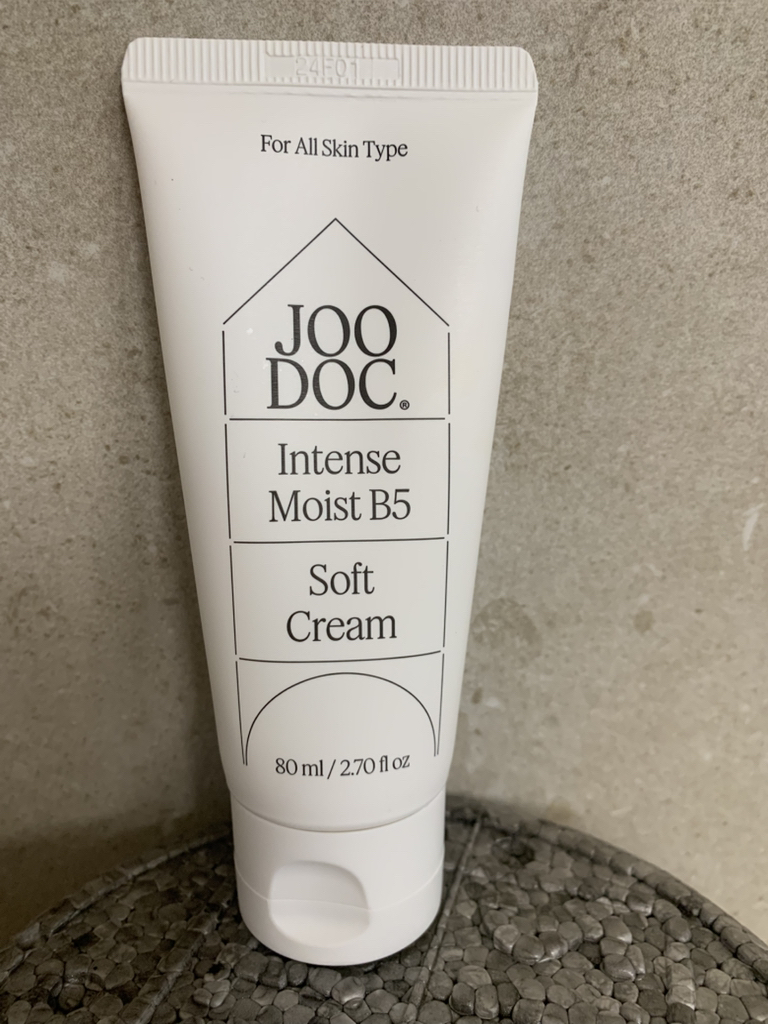 24F01
For All Skin Type
JOO
DOC.®
Intense
Moist B5
Soft
Cream
80 ml / 2.70 fl oz